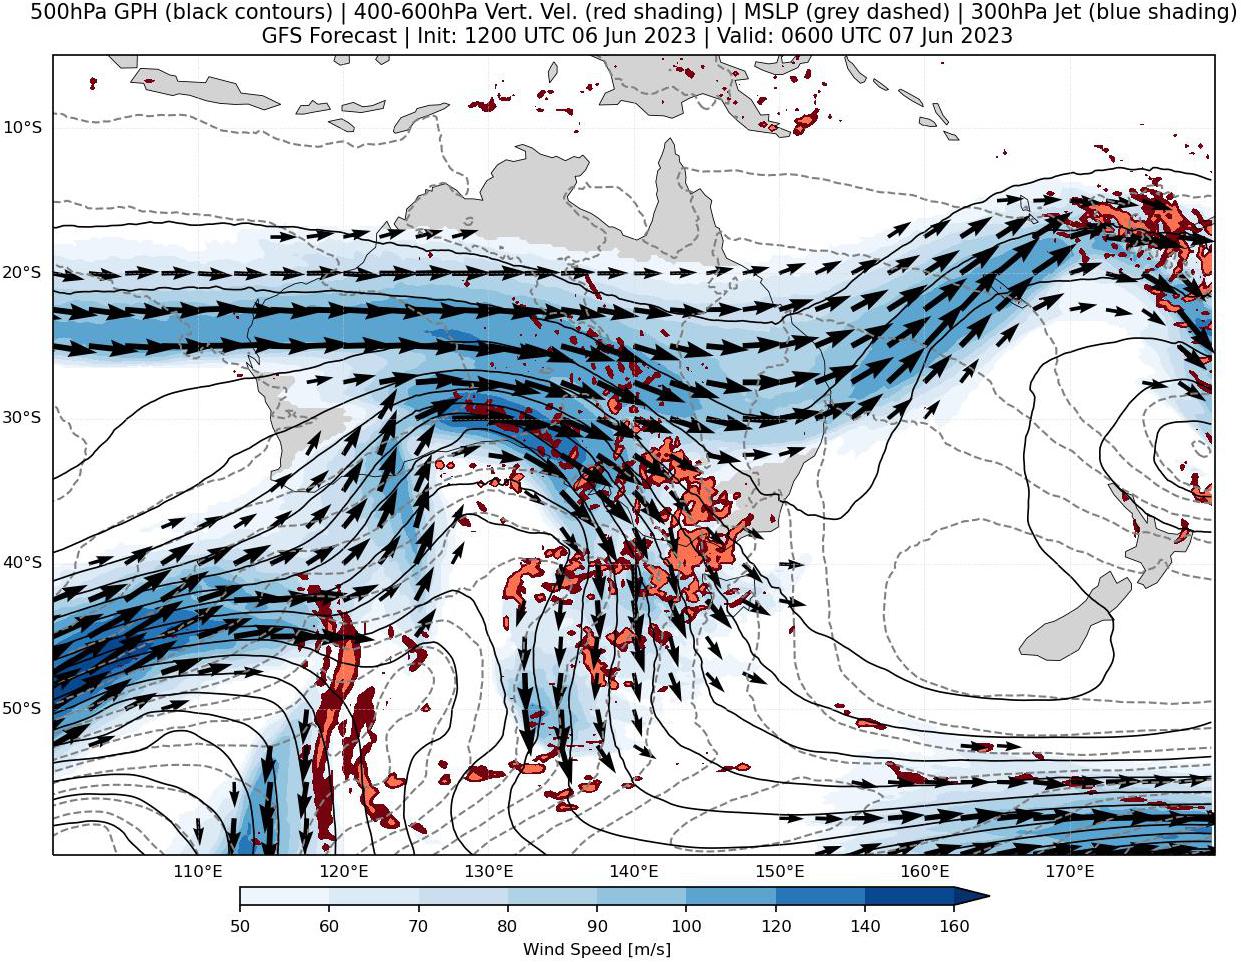 500hPa GPH (black contours) | 400-600hPa Vert. Vel. (red shading) | MSLP (grey dashed) | 300hPa Jet (blue shading)
GFS Forecast | Init: 1200 UTC 06 Jun 2023 | Valid: 0600 UTC 07 Jun 2023
10°S
20°S
30°S
40°S
50°S
110°E 120°E 130°E 140°E 150°E 160°E 170°E
50 60 70 80 90 100 120 140 160
Wind Speed [m/s]